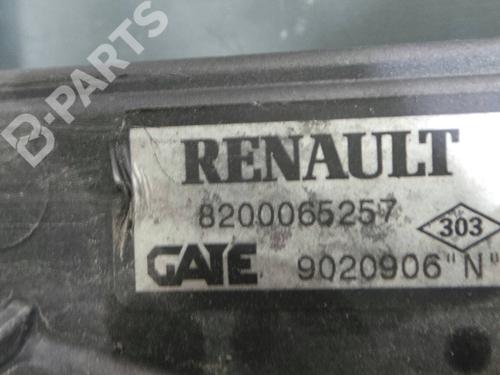 B-PARTS
RENAULT
8200065257
303
GATE 9020906"N"